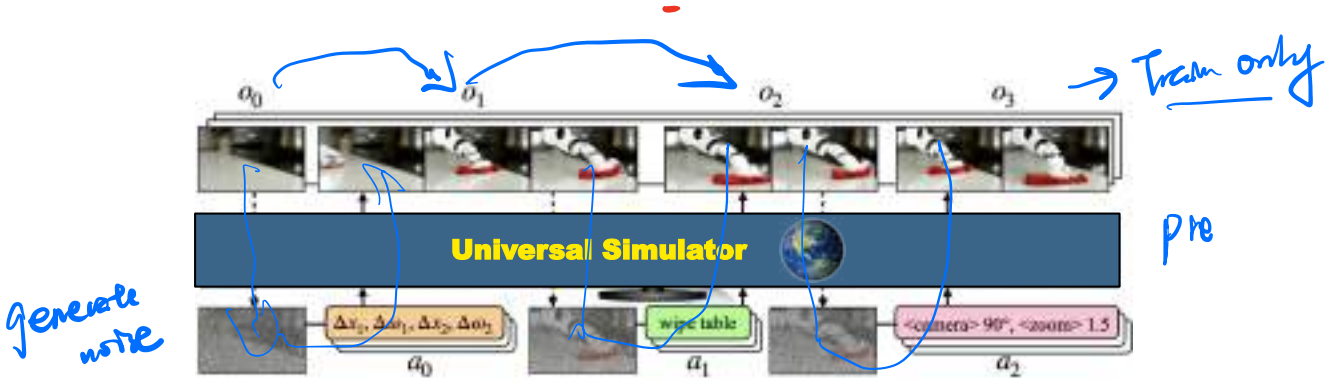 Train only
o₀ o₁ o₂ o₃
Universal Simulator
pre
generate
noise
Δx₁, Δω₁, Δx₂, Δω₂
wipe table
<camera> 90°, <zoom> 1.5
a₀ a₁ a₂